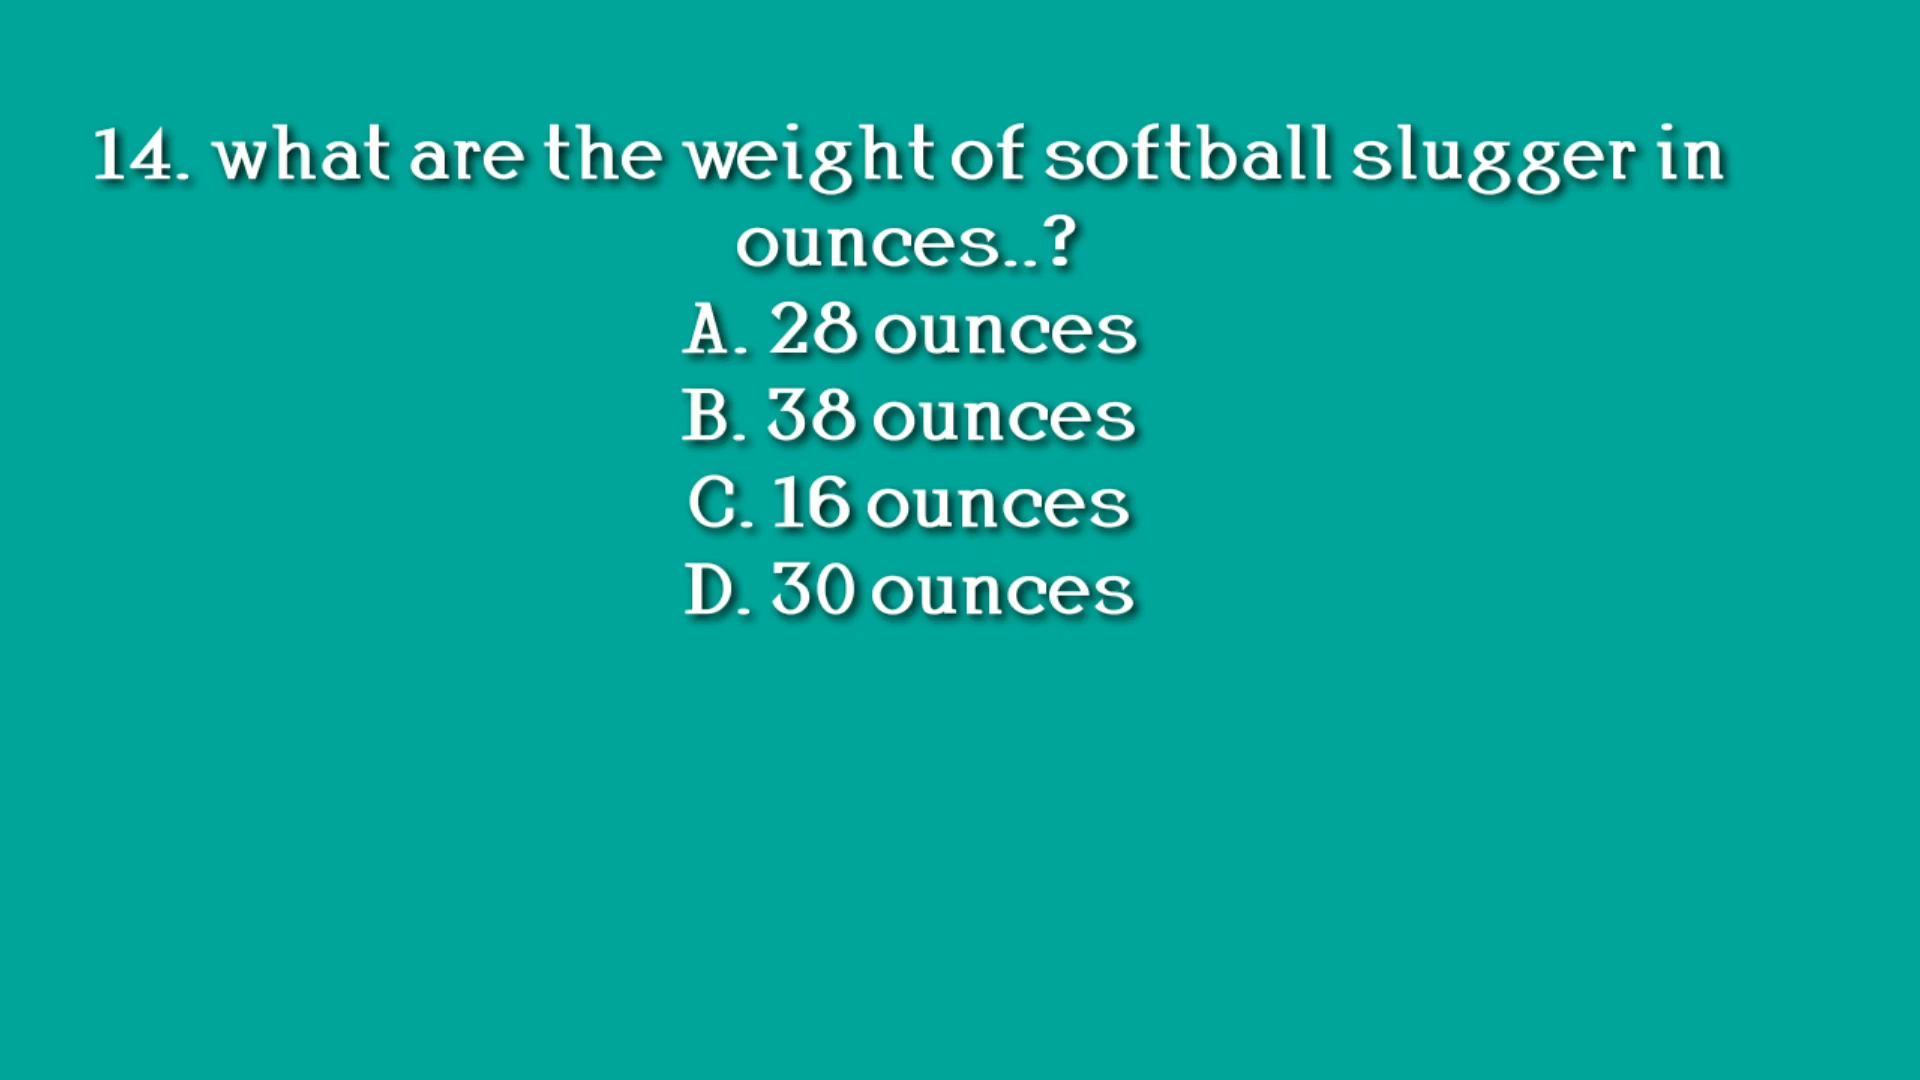 14. what are the weight of softball slugger in
ounces..?
A. 28 ounces
B. 38 ounces
C. 16 ounces
D. 30 ounces